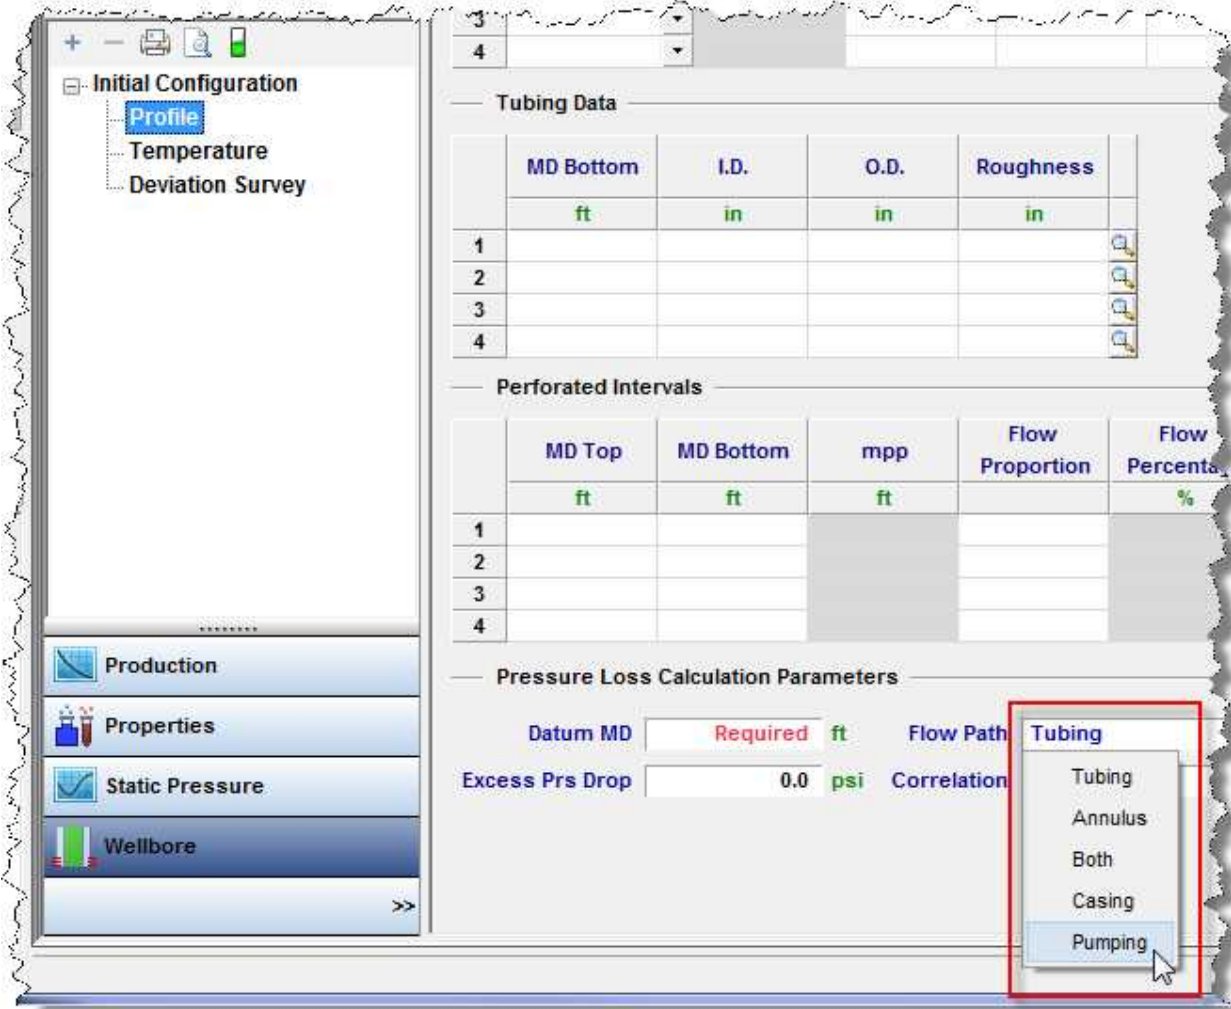 3
4
Initial Configuration
Profile
Temperature
Deviation Survey
Tubing Data
MD Bottom I.D. O.D. Roughness
ft in in in
1
2
3
4
Perforated Intervals
MD Top MD Bottom mpp Flow Proportion Flow Percenta
ft ft ft %
1
2
3
4
Production
Properties
Static Pressure
Wellbore
>>
Pressure Loss Calculation Parameters
Datum MD Required ft Flow Path Tubing
Excess Prs Drop 0.0 psi Correlation
Tubing
Annulus
Both
Casing
Pumping